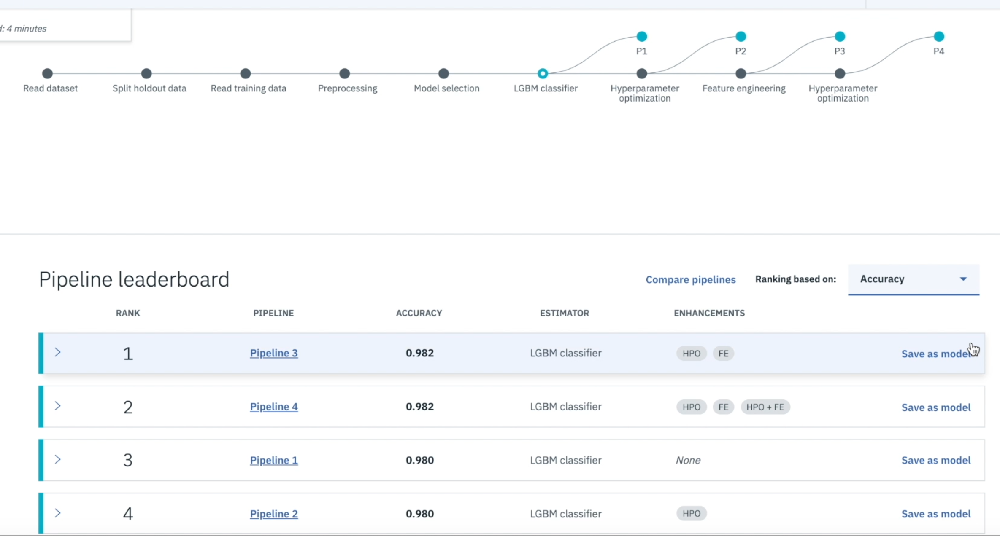 d: 4 minutes
P1 P2 P3 P4
Read dataset Split holdout data Read training data Preprocessing Model selection LGBM classifier Hyperparameter optimization Feature engineering Hyperparameter optimization
Pipeline leaderboard Compare pipelines Ranking based on: Accuracy
RANK PIPELINE ACCURACY ESTIMATOR ENHANCEMENTS
1 Pipeline 3 0.982 LGBM classifier HPO FE Save as model
2 Pipeline 4 0.982 LGBM classifier HPO FE HPO + FE Save as model
3 Pipeline 1 0.980 LGBM classifier None Save as model
4 Pipeline 2 0.980 LGBM classifier HPO Save as model